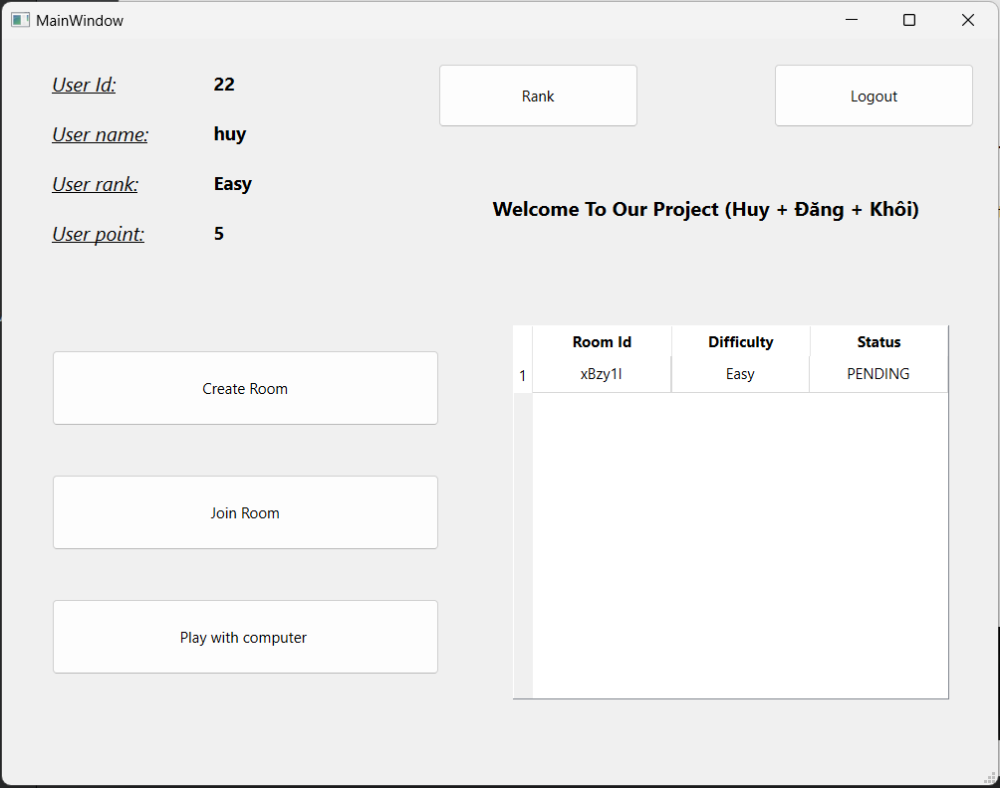 MainWindow
User Id: 22
Rank
Logout
User name: huy
User rank: Easy
Welcome To Our Project (Huy + Đăng + Khôi)
User point: 5
Room Id Difficulty Status
1 xBzy1l Easy PENDING
Create Room
Join Room
Play with computer